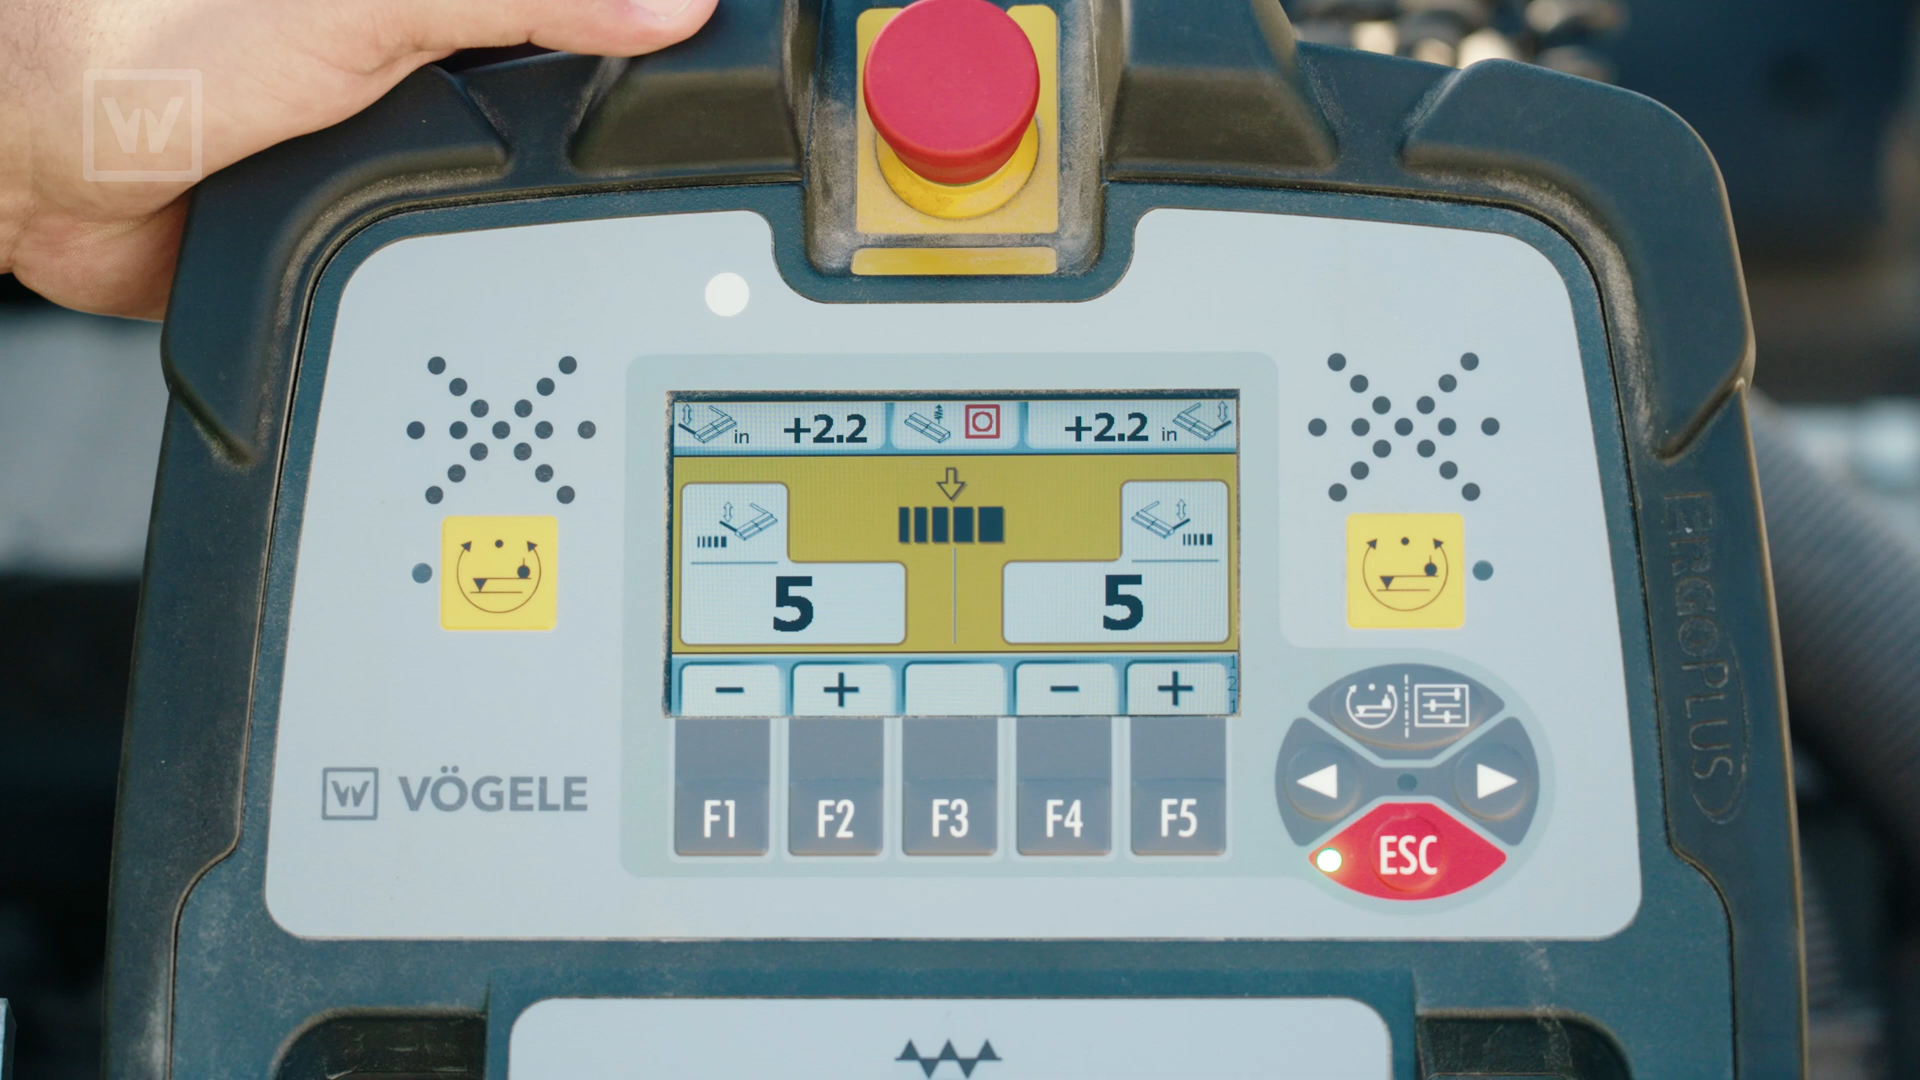 in +2.2 +2.2 in
5 5
− + − +
F1 F2 F3 F4 F5
VÖGELE
ESC
ERGOPLUS